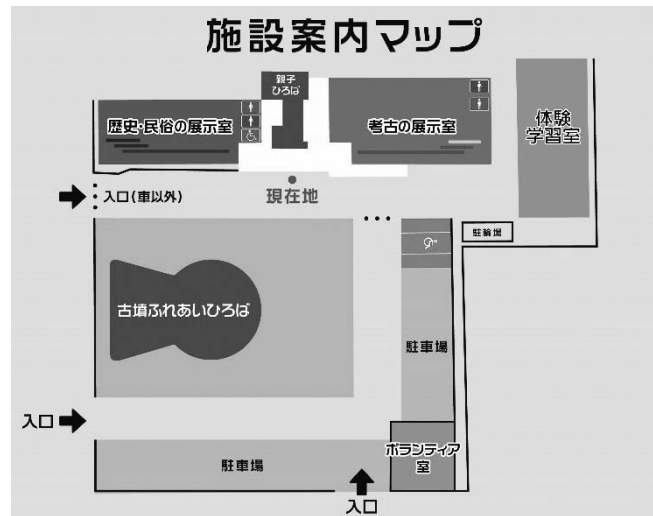 施設案内マップ
親子
ひろば
歴史・民俗の展示室
考古の展示室
体験
学習室
入口(車以外)
現在地
駐輪場
古墳ふれあいひろば
駐車場
入口
ボランティア
室
駐車場
入口